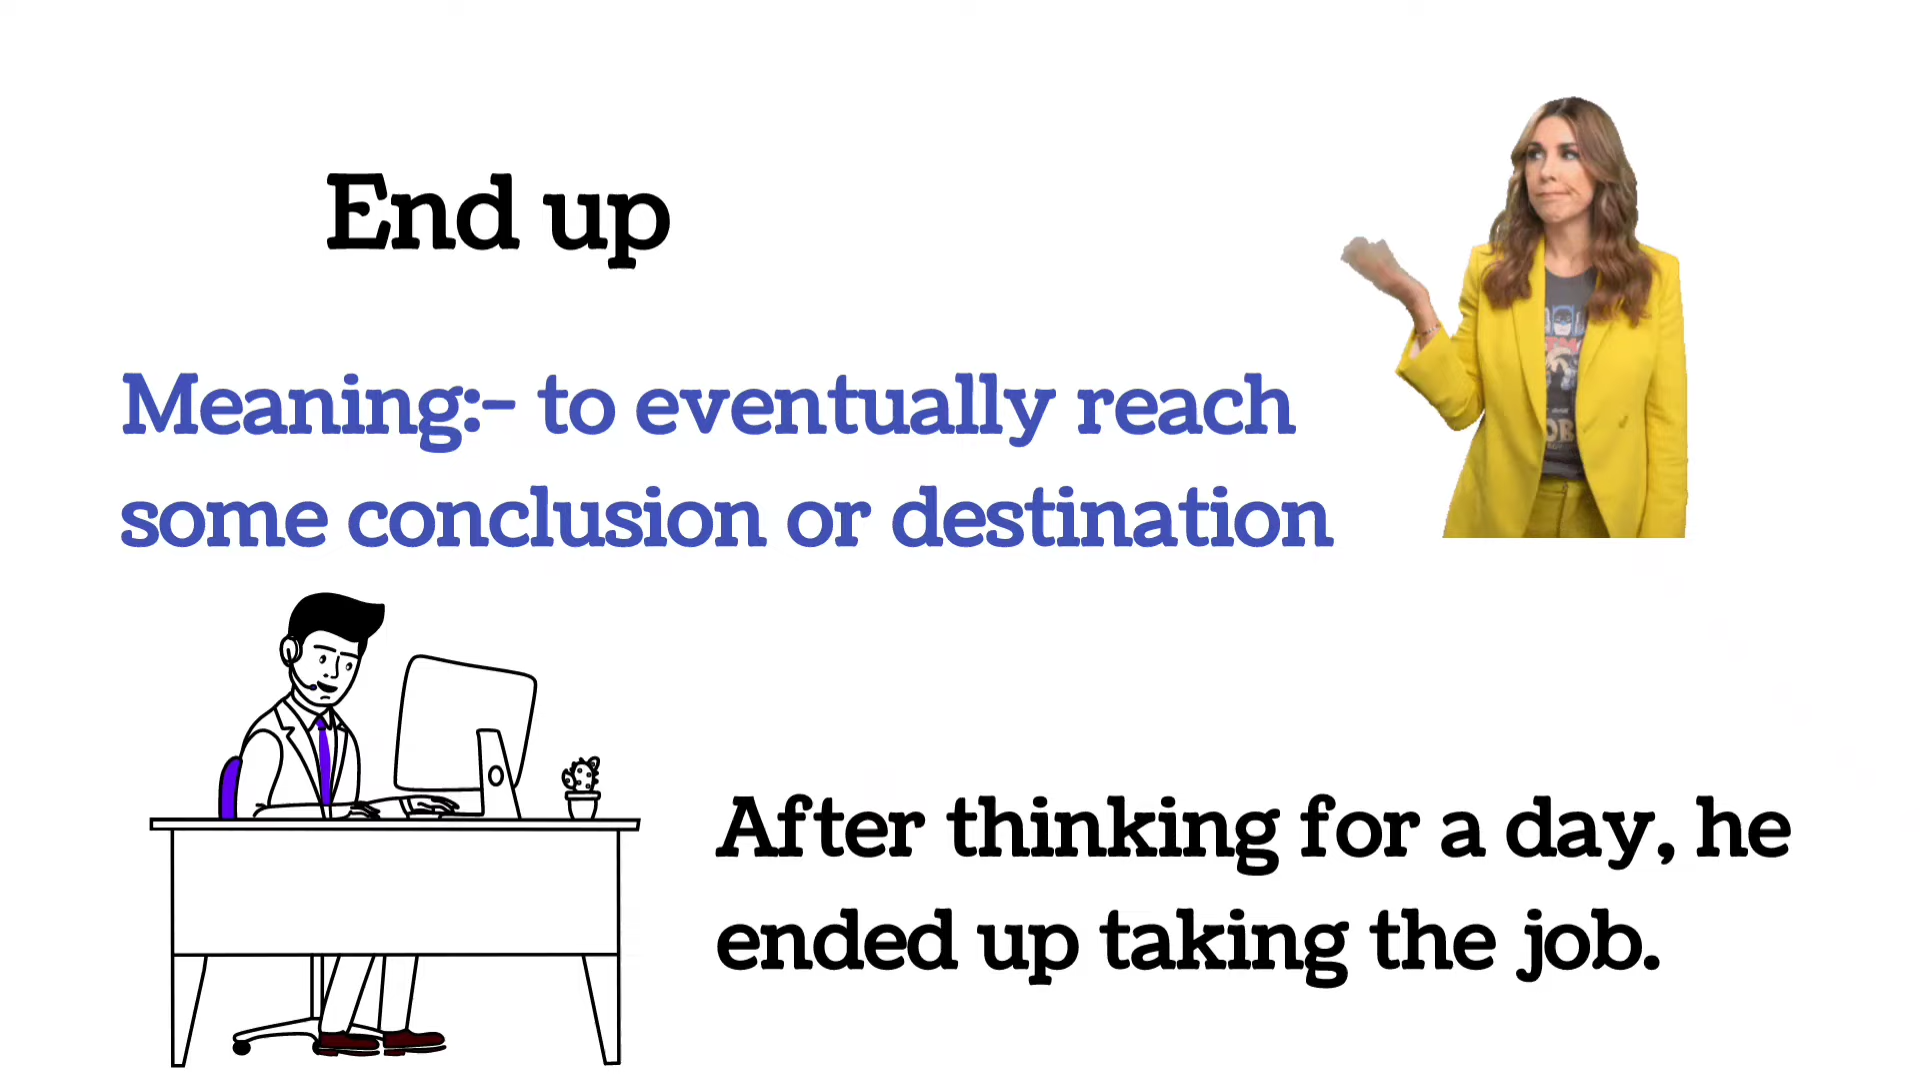 End up
Meaning:- to eventually reach
some conclusion or destination
After thinking for a day, he
ended up taking the job.